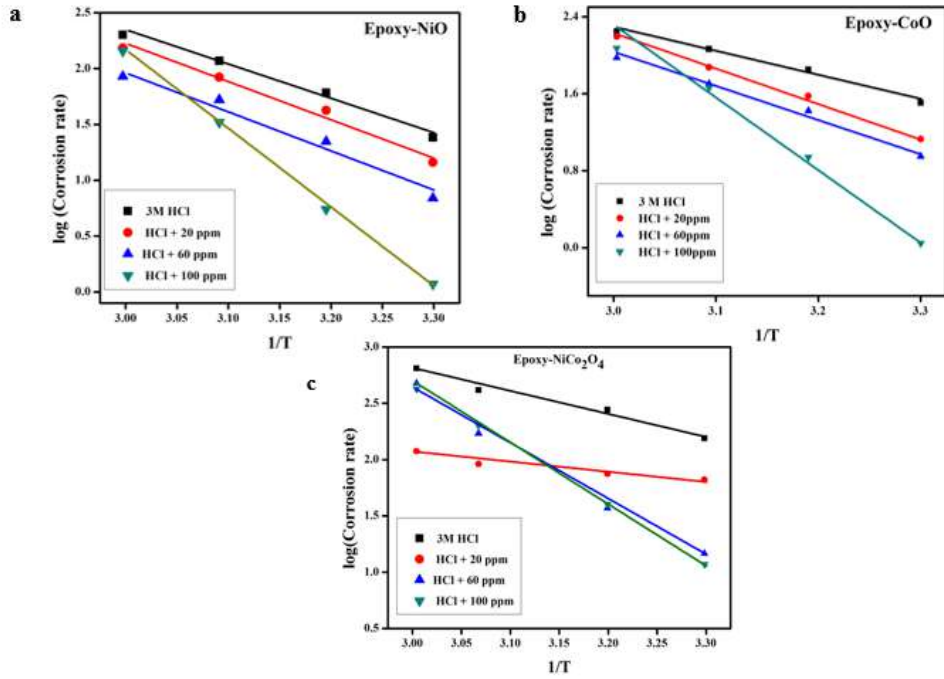 a
Epoxy-NiO
2.5
2.0
1.5
1.0
0.5
0.0
log (Corrosion rate)
3M HCl
HCl + 20 ppm
HCl + 60 ppm
HCl + 100 ppm
3.00 3.05 3.10 3.15 3.20 3.25 3.30
1/T
b
Epoxy-CoO
2.4
1.6
0.8
0.0
log (Corrosion rate)
3 M HCl
HCl + 20ppm
HCl + 60ppm
HCl + 100ppm
3.0 3.1 3.2 3.3
1/T
c
Epoxy-NiCo₂O₄
3.0
2.5
2.0
1.5
1.0
0.5
log(Corrosion rate)
3M HCl
HCl + 20 ppm
HCl + 60 ppm
HCl + 100 ppm
3.00 3.05 3.10 3.15 3.20 3.25 3.30
1/T